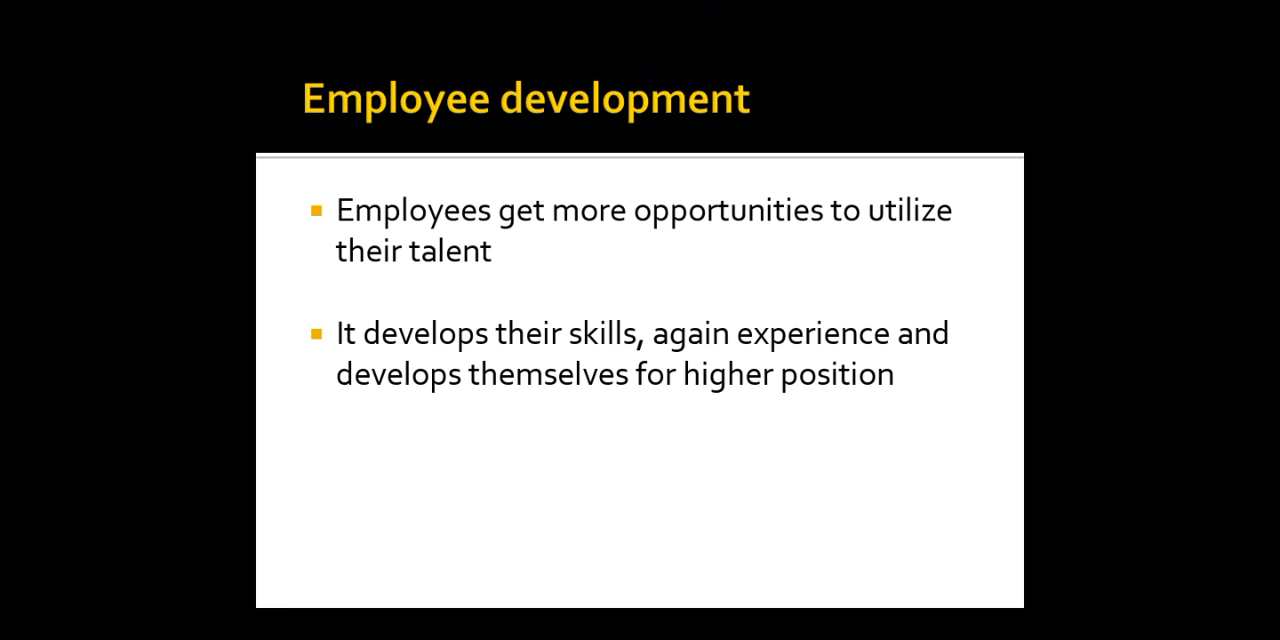 Employee development
Employees get more opportunities to utilize
their talent
It develops their skills, again experience and
develops themselves for higher position